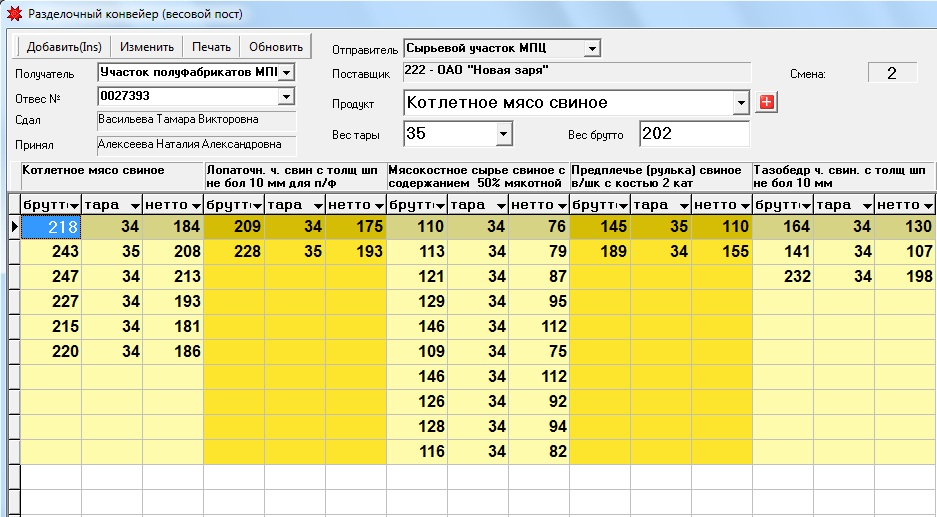 Разделочный конвейер (весовой пост)
Добавить(Ins) Изменить Печать Обновить
Отправитель Сырьевой участок МПЦ
Получатель Участок полуфабрикатов МПЦ
Поставщик 222 - ОАО "Новая заря"
Смена: 2
Отвес № 0027393
Продукт Котлетное мясо свиное
Сдал Васильева Тамара Викторовна
Вес тары 35 Вес брутто 202
Принял Алексеева Наталия Александровна
Котлетное мясо свиное Лопаточн. ч. свин с толщ шп Мясокостное сырье свиное с Предплечье (рулька) свиное Тазобедр ч. свин. с толщ шп
не бол 10 мм для п/ф содержанием 50% мякотной в/шк с костью 2 кат не бол 10 мм
брутто тара нетто брутто тара нетто брутто тара нетто брутто тара нетто брутто тара нетто
218 34 184 209 34 175 110 34 76 145 35 110 164 34 130
243 35 208 228 35 193 113 34 79 189 34 155 141 34 107
247 34 213 121 34 87 232 34 198
227 34 193 129 34 95
215 34 181 146 34 112
220 34 186 109 34 75
146 34 112
126 34 92
128 34 94
116 34 82